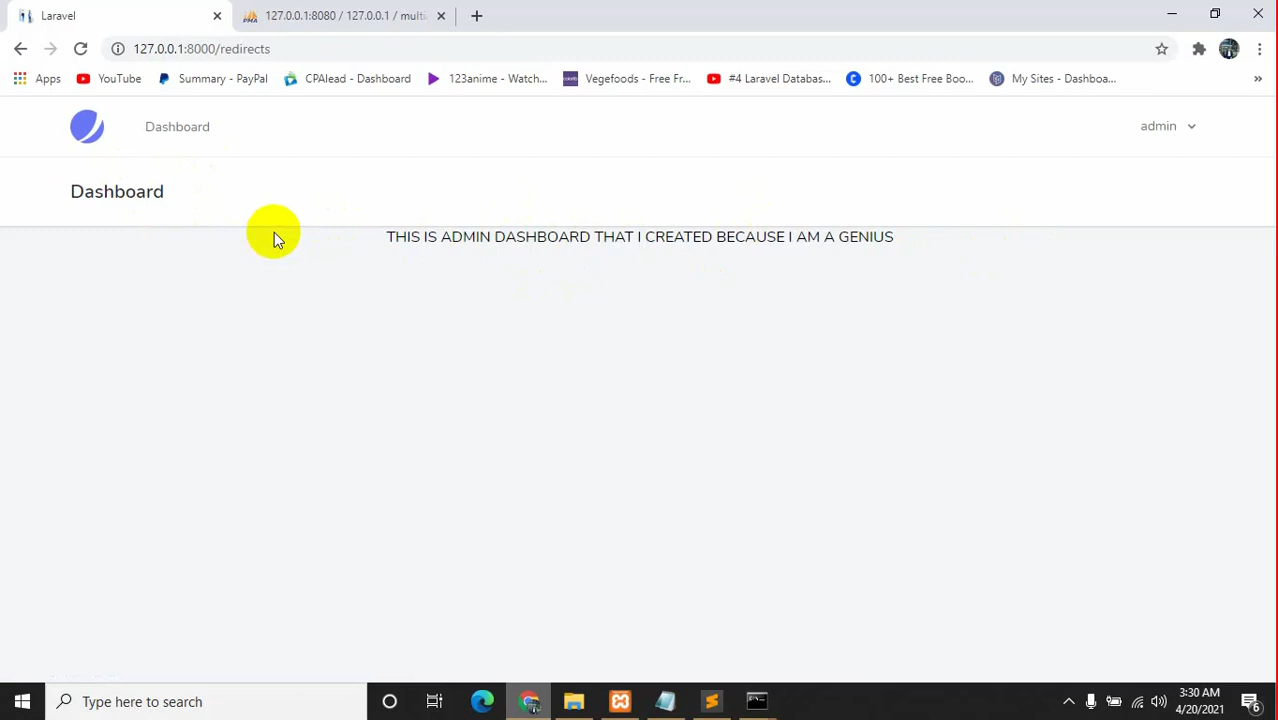 Laravel
127.0.0.1:8080 / 127.0.0.1 / multi
127.0.0.1:8000/redirects
Apps YouTube Summary - PayPal CPAlead - Dashboard 123anime - Watch... Vegefoods - Free Fr... #4 Laravel Databas... 100+ Best Free Boo... My Sites - Dashboa... »
Dashboard
admin
Dashboard
THIS IS ADMIN DASHBOARD THAT I CREATED BECAUSE I AM A GENIUS
Type here to search
3:30 AM
4/20/2021
6